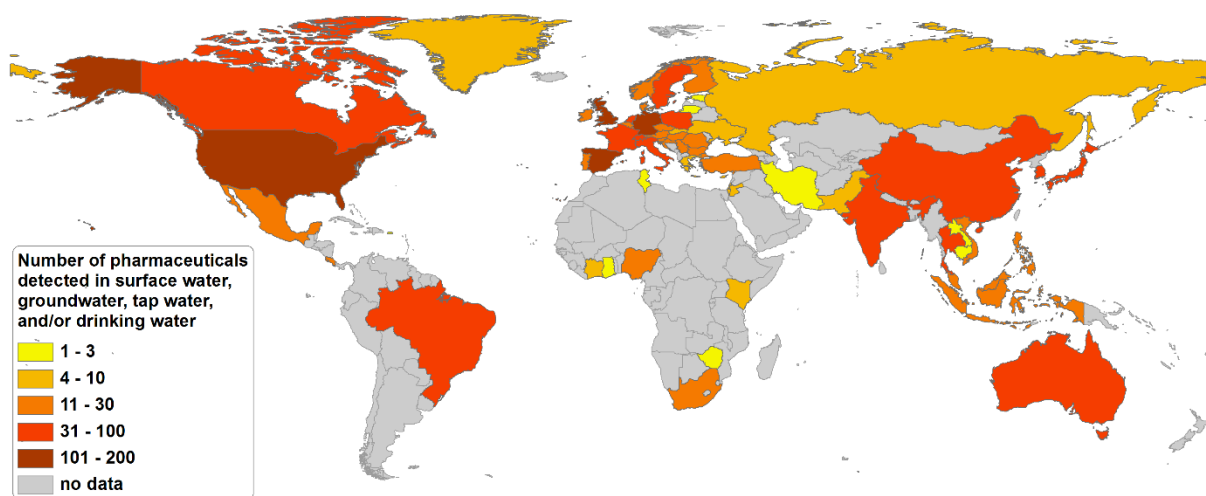 Number of pharmaceuticals
detected in surface water,
groundwater, tap water,
and/or drinking water
1 - 3
4 - 10
11 - 30
31 - 100
101 - 200
no data